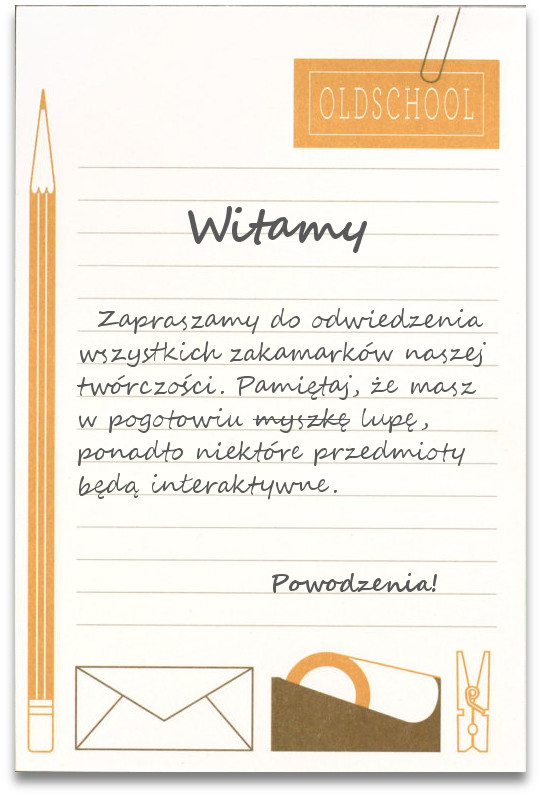 OLDSCHOOL
Witamy
Zapraszamy do odwiedzenia
wszystkich zakamarków naszej
twórczości. Pamiętaj, że masz
w pogotowiu myszkę lupę,
ponadto niektóre przedmioty
będą interaktywne.
Powodzenia!